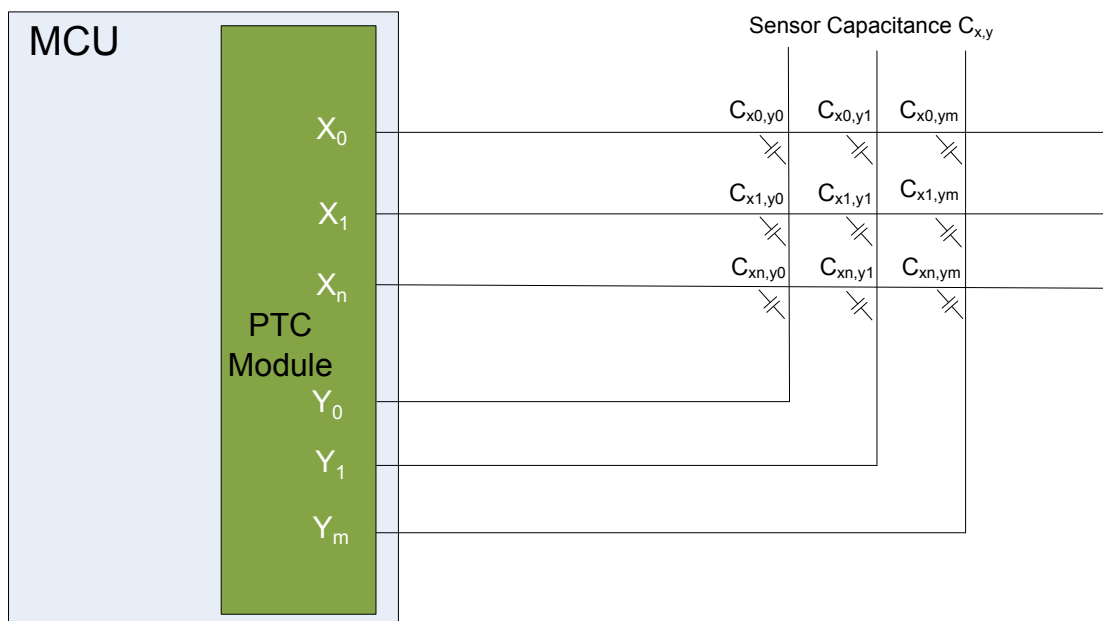 MCU
Sensor Capacitance Cx,y
Cx0,y0 Cx0,y1 Cx0,ym
X0
Cx1,y0 Cx1,y1 Cx1,ym
X1
Cxn,y0 Cxn,y1 Cxn,ym
Xn
PTC
Module
Y0
Y1
Ym